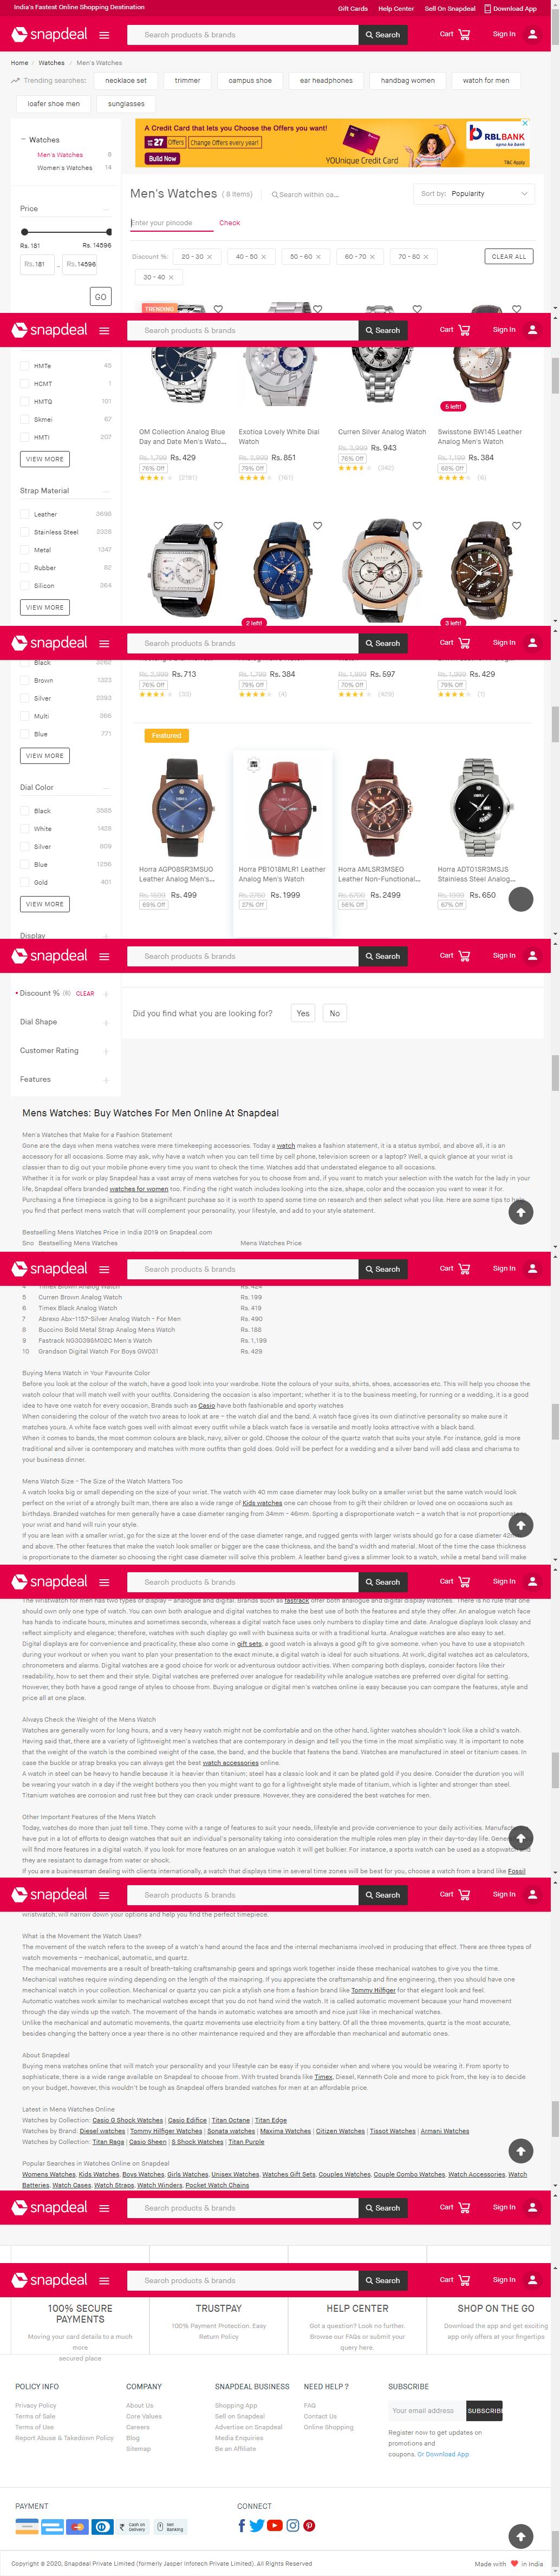 India's Fastest Online Shopping Destination
Gift Cards Help Center Sell On Snapdeal Download App
snapdeal
Search products & brands
Search
Cart
Sign In
Home / Watches / Men's Watches
Trending searches: necklace set trimmer campus shoe ear headphones handbag women watch for men
loafer shoe men sunglasses
Watches
Men's Watches 8
Women's Watches 14
A Credit Card that lets you Choose the Offers you want!
27 Offers Change Offers every year!
Build Now
YOUnique Credit Card
RBLBANK
apno ka bank
T&C Apply
Men's Watches ( 8 Items)
Search within ca...
Sort by: Popularity
Enter your pincode Check
Price
Rs. 181 Rs. 14596
Rs. 181 - Rs. 14596
GO
Discount %: 20 - 30 40 - 50 50 - 60 60 - 70 70 - 80 CLEAR ALL
30 - 40
TRENDING
snapdeal
Search products & brands
Search
Cart
Sign In
HMTe 45
HCMT 1
HMTQ 101
Skmei 67
HMTI 207
VIEW MORE
5 left!
OM Collection Analog Blue Day and Date Men's Watc...
Rs. 1,799 Rs. 429
76% Off
(2151)
Exotica Lovely White Dial Watch
Rs. 3,999 Rs. 851
79% Off
(161)
Curren Silver Analog Watch
Rs. 3,999 Rs. 943
76% Off
(342)
Swisstone BW145 Leather Analog Men's Watch
Rs. 1,199 Rs. 384
68% Off
(6)
Strap Material
Leather 3693
Stainless Steel 2328
Metal 1347
Rubber 82
Silicon 364
VIEW MORE
2 left!
3 left!
snapdeal
Search products & brands
Search
Cart
Sign In
Black 3262
Brown 1323
Silver 2393
Multi 366
Blue 771
VIEW MORE
Rs. 2,999 Rs. 713
76% Off
(33)
Rs. 1,799 Rs. 384
79% Off
(4)
Rs. 1,999 Rs. 597
70% Off
(429)
Rs. 1,999 Rs. 429
79% Off
(1)
Featured
Dial Color
Black 3585
White 1428
Silver 809
Blue 1256
Gold 401
VIEW MORE
Display
Horra AGP08SR3MSUO Leather Analog Men's...
Rs. 1599 Rs. 499
69% Off
Horra PB1018MLR1 Leather Analog Men's Watch
Rs. 2750 Rs. 1999
27% Off
Horra AMLSR3MSEO Leather Non-Functional...
Rs. 5700 Rs. 2499
56% Off
Horra ADT01SR3MSJS Stainless Steel Analog...
Rs. 1999 Rs. 650
67% Off
snapdeal
Search products & brands
Search
Cart
Sign In
Discount % (6) CLEAR
Dial Shape
Customer Rating
Features
Did you find what you are looking for? Yes No
Mens Watches: Buy Watches For Men Online At Snapdeal
Men's Watches that Make for a Fashion Statement
Gone are the days when mens watches were mere timekeeping accessories. Today a watch makes a fashion statement, it is a status symbol, and above all, it is an
accessory for all occasions. Some may ask, why have a watch when you can tell time by cell phone, television screen or a laptop? Well, a quick glance at your wrist is
classier than to dig out your mobile phone every time you want to check the time. Watches add that understated elegance to all occasions.
Whether it is for work or play Snapdeal has a vast array of mens watches for you to choose from and, if you want to match your selection with the watch for the lady in your
life, Snapdeal offers branded watches for women too. Finding the right watch included looking into the size, shape, color and the occasion you want to wear it for.
Purchasing a fine timepiece is going to be a significant purchase so it is worth to spend some time on research and then select what you like. Here are some tips to help
you find that perfect mens watch that will complement your personality, your lifestyle, and add to your style statement.
Bestselling Mens Watches Price in India 2019 on Snapdeal.com
Sno Bestselling Mens Watches Mens Watches Price
snapdeal
Search products & brands
Search
Cart
Sign In
4 Timex Brown Analog Watch Rs. 424
5 Curren Brown Analog Watch Rs. 199
6 Timex Black Analog Watch Rs. 419
7 Abrexo Abx-1157-Silver Analog Watch - For Men Rs. 490
8 Buccino Bold Metal Strap Analog Mens Watch Rs. 188
9 Fastrack NG3039SM02C Men's Watch Rs. 1,199
10 Grandson Digital Watch For Boys GW031 Rs. 429
Buying Mens Watch in Your Favourite Color
Before you look at the colour of the watch, have a good look into your wardrobe. Note the colours of your suits, shirts, shoes, accessories etc. This will help you choose the
watch colour that will match well with your outfits. Considering the occasion is also important; whether it is to the business meeting, for running or a wedding, it is a good
idea to have one watch for every occasion, Brands such as Casio have both fashionable and sporty watches
When considering the colour of the watch two areas to look at are – the watch dial and the band. A watch face gives its own distinctive personality so make sure it
matches yours. A white face watch goes well with almost every outfit while a black watch face is versatile and mostly looks attractive with a black band.
When it comes to bands, the most common colours are black, navy, silver or gold. Choose the colour of the quartz watch that suits your style. For instance, gold is more
traditional and silver is contemporary and matches with more outfits than gold does. Gold will be perfect for a wedding and a silver band will add class and charisma to
your business dinner.
Mens Watch Size - The Size of the Watch Matters Too
A watch looks big or small depending on the size of your wrist. The watch with 40 mm case diameter may look bulky on a smaller wrist but the same watch would look
perfect on the wrist of a strongly built man, there are also a wide range of Kids watches one can choose from to gift their children or loved one on occasions such as
birthdays. Branded watches for men generally have a case diameter ranging from 34mm - 46mm. Sporting a disproportionate watch – a watch that is not proportionate to
your wrist and hand will ruin your style.
If you are lean with a smaller wrist, go for the size at the lower end of the case diameter range, and rugged gents with larger wrists should go for a case diameter 42mm
and above. The other features that make the watch look smaller or bigger are the case thickness, and the band's width and material. Most of the time the case thickness
is proportionate to the diameter so choosing the right case diameter will solve this problem. A leather band gives a slimmer look to a watch, while a metal band will make
snapdeal
Search products & brands
Search
Cart
Sign In
The wristwatch for men has two types of display – analogue and digital. Brands such as fastrack offer both analogue and digital display watches. There is no rule that one
should own only one type of watch. You can own both analogue and digital watches to make the best use of both the features and style they offer. An analogue watch face
has hands to indicate hours, minutes and sometimes seconds; whereas a digital watch face uses only numbers to display time and date. Analogue displays look classy and
reflect simplicity and elegance; therefore, watches with such display go well with business suits or with a traditional kurta. Analogue watches are also easy to set.
Digital displays offer convenience and functionality, these also come in gift sets, a good watch is always a good gift to give someone when you have to use a stopwatch
during your workout or when you want to plan your presentation to the exact minute, a digital watch is ideal for such situations. At work, digital watches act as calculators,
chronometers and alarms. Digital watches are a good choice for work or adventurous outdoor activities. When comparing both displays, consider factors like their
readability, how to set them and their style. Digital watches are preferred over analogue for readability while analogue watches are preferred over digital for setting.
However, they both have a good range of styles to choose from. Buying analogue or digital men's watches online is easy because you can compare the features, style and
price all at one place.
Always Check the Weight of the Mens Watch
Watches are generally worn for long hours, and a very heavy watch might not be comfortable and on the other hand, lighter watches shouldn't look like a child's watch.
Having said that, there are a variety of lightweight men's watches that are contemporary in design and tell you the time in the most simplistic way. It is important to note
that the weight of the watch is the combined weight of the case, the band, and the buckle that fastens the band. Watches are manufactured in steel or titanium cases. In
case the buckle or strap breaks you can always get the best watch accessories online.
A watch in steel can be heavy to handle because it is heavier than titanium; steel has a classic look and it can be plated gold if you desire. Consider the duration you will
be wearing your watch in a day if the weight bothers you then you might want to go for a lightweight style made of titanium, which is lighter and stronger than steel.
Titanium watches are corrosion and rust free but they can crack under pressure. However, they are considered the best watches for men.
Other Important Features of the Mens Watch
Today, watches do more than just tell time. They come with a range of features to suit your needs, lifestyle and provide convenience to your daily activities. Manufacturers
have put in a lot of efforts to design watches that suit an individual's personality taking into consideration the multiple roles men play in their day-to-day life. Generally you
will find more features in a digital watch. If you look for more features on an analogue watch it will get bulkier. For instance, a sports watch can be used as a stopwatch and
they are resistant to damage from water or shock.
If you are a businessman dealing with clients internationally, a watch that displays time in several time zones will be best for you, choose a watch from a brand like Fossil
snapdeal
Search products & brands
Search
Cart
Sign In
wristwatch, will narrow down your options and help you find the perfect timepiece.
What is the Movement the Watch Uses?
The movement of the watch refers to the sweep of a watch's hand around the face and the internal mechanisms involved in producing that effect. There are three types of
watch movements – mechanical, automatic, and quartz.
The mechanical movements are a result of breath-taking craftsmanship gears and springs work together inside these mechanical watches to give you the time.
Mechanical watches require winding depending on the length of the mainspring. If you appreciate the craftsmanship and fine engineering, then you should have one
mechanical watch in your collection. Mechanical or quartz you can pick a stylish one from a fashion brand like Tommy Hilfiger for that elegant look and feel.
Automatic watches work similar to mechanical watches except that you do not hand wind the watch. It is called automatic movement because your hand movement
through the day winds up the watch. The movement of the hands in automatic watches are smooth and nice just like in mechanical watches.
Unlike the mechanical and automatic movements, the quartz movements use electricity from a tiny battery. Of all the three movements, quartz is the most accurate,
besides changing the battery once a year there is no other maintenance required and they are affordable than mechanical and automatic ones.
About Snapdeal
Buying mens watches online that will match your personality and your lifestyle can be easy if you consider when and where you would be wearing it. From sporty to
sophisticate, there is a wide range available on Snapdeal to choose from. With trusted brands like Timex, Diesel, Kenneth Cole and more to pick from, the key is to decide
on your budget, however, this wouldn't be tough as Snapdeal offers branded watches for men at an affordable price.
Latest in Mens Watches Online
Watches by Collection: Casio G Shock Watches | Casio Edifice | Titan Octane | Titan Edge
Watches by Brand: Diesel watches | Tommy Hilfiger Watches | Sonata watches | Maxima Watches | Citizen Watches | Tissot Watches | Armani Watches
Watches by Collection: Titan Raga | Casio Sheen | S Shock Watches | Titan Purple
Popular Searches in Watches Online on Snapdeal
Womens Watches, Kids Watches, Boys Watches, Girls Watches, Unisex Watches, Watches Gift Sets, Couples Watches, Couple Combo Watches, Watch Accessories, Watch
Batteries, Watch Cases, Watch Straps, Watch Winders, Pocket Watch Chains
snapdeal
Search products & brands
Search
Cart
Sign In
snapdeal
Search products & brands
Search
Cart
Sign In
100% SECURE PAYMENTS
Moving your card details to a much more
secured place
TRUSTPAY
100% Payment Protection. Easy Return Policy
HELP CENTER
Got a question? Look no further. Browse our FAQs or submit your query here.
SHOP ON THE GO
Download the app and get exciting app only offers at your fingertips
POLICY INFO
Privacy Policy
Terms of Sale
Terms of Use
Report Abuse & Takedown Policy
COMPANY
About Us
Core Values
Careers
Blog
Sitemap
SNAPDEAL BUSINESS
Shopping App
Sell on Snapdeal
Advertise on Snapdeal
Media Enquiries
Be an Affiliate
NEED HELP ?
FAQ
Contact Us
Online Shopping
SUBSCRIBE
Your email address SUBSCRIBE
Register now to get updates on promotions and
coupons. Or Download App
PAYMENT
Cash on Delivery
Net Banking
CONNECT
Copyright © 2020, Snapdeal Private Limited (formerly Jasper Infotech Private Limited). All Rights Reserved
Made with in India